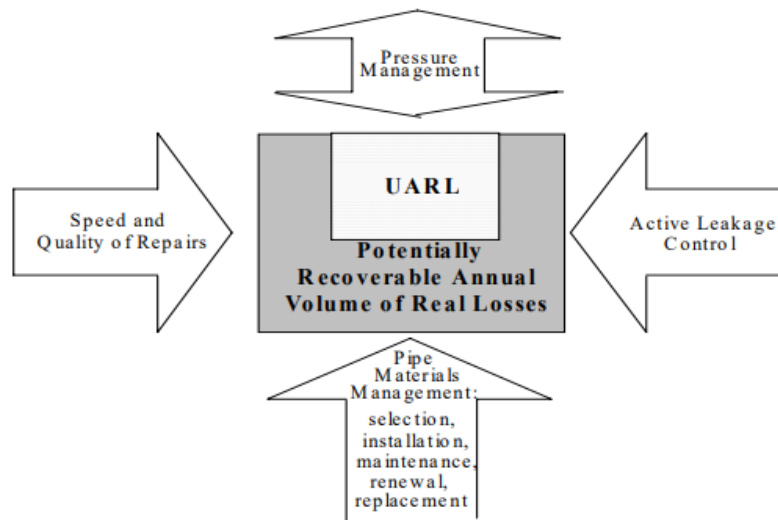 Pressure
Management
UARL
Speed and
Quality of Repairs
Active Leakage
Control
Potentially
Recoverable Annual
Volume of Real Losses
Pipe
Materials
Management:
selection,
installation,
maintenance,
renewal,
replacement